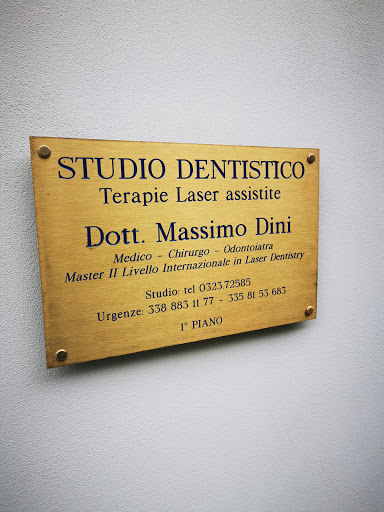 STUDIO DENTISTICO
Terapie Laser assistite
Dott. Massimo Dini
Medico - Chirurgo - Odontoiatra
Master II Livello Internazionale in Laser Dentistry
Studio: tel 0323.72585
Urgenze: 338 883 11 77 - 335 81 53 683
1° PIANO